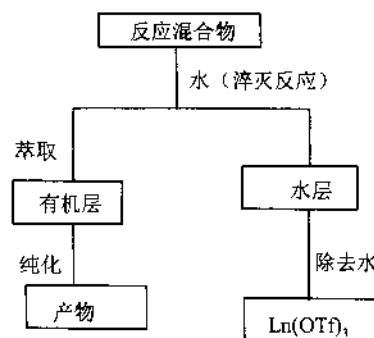 反应混合物
水（淬灭反应）
萃取
有机层
水层
纯化
除去水
产物
Ln(OTf)₃